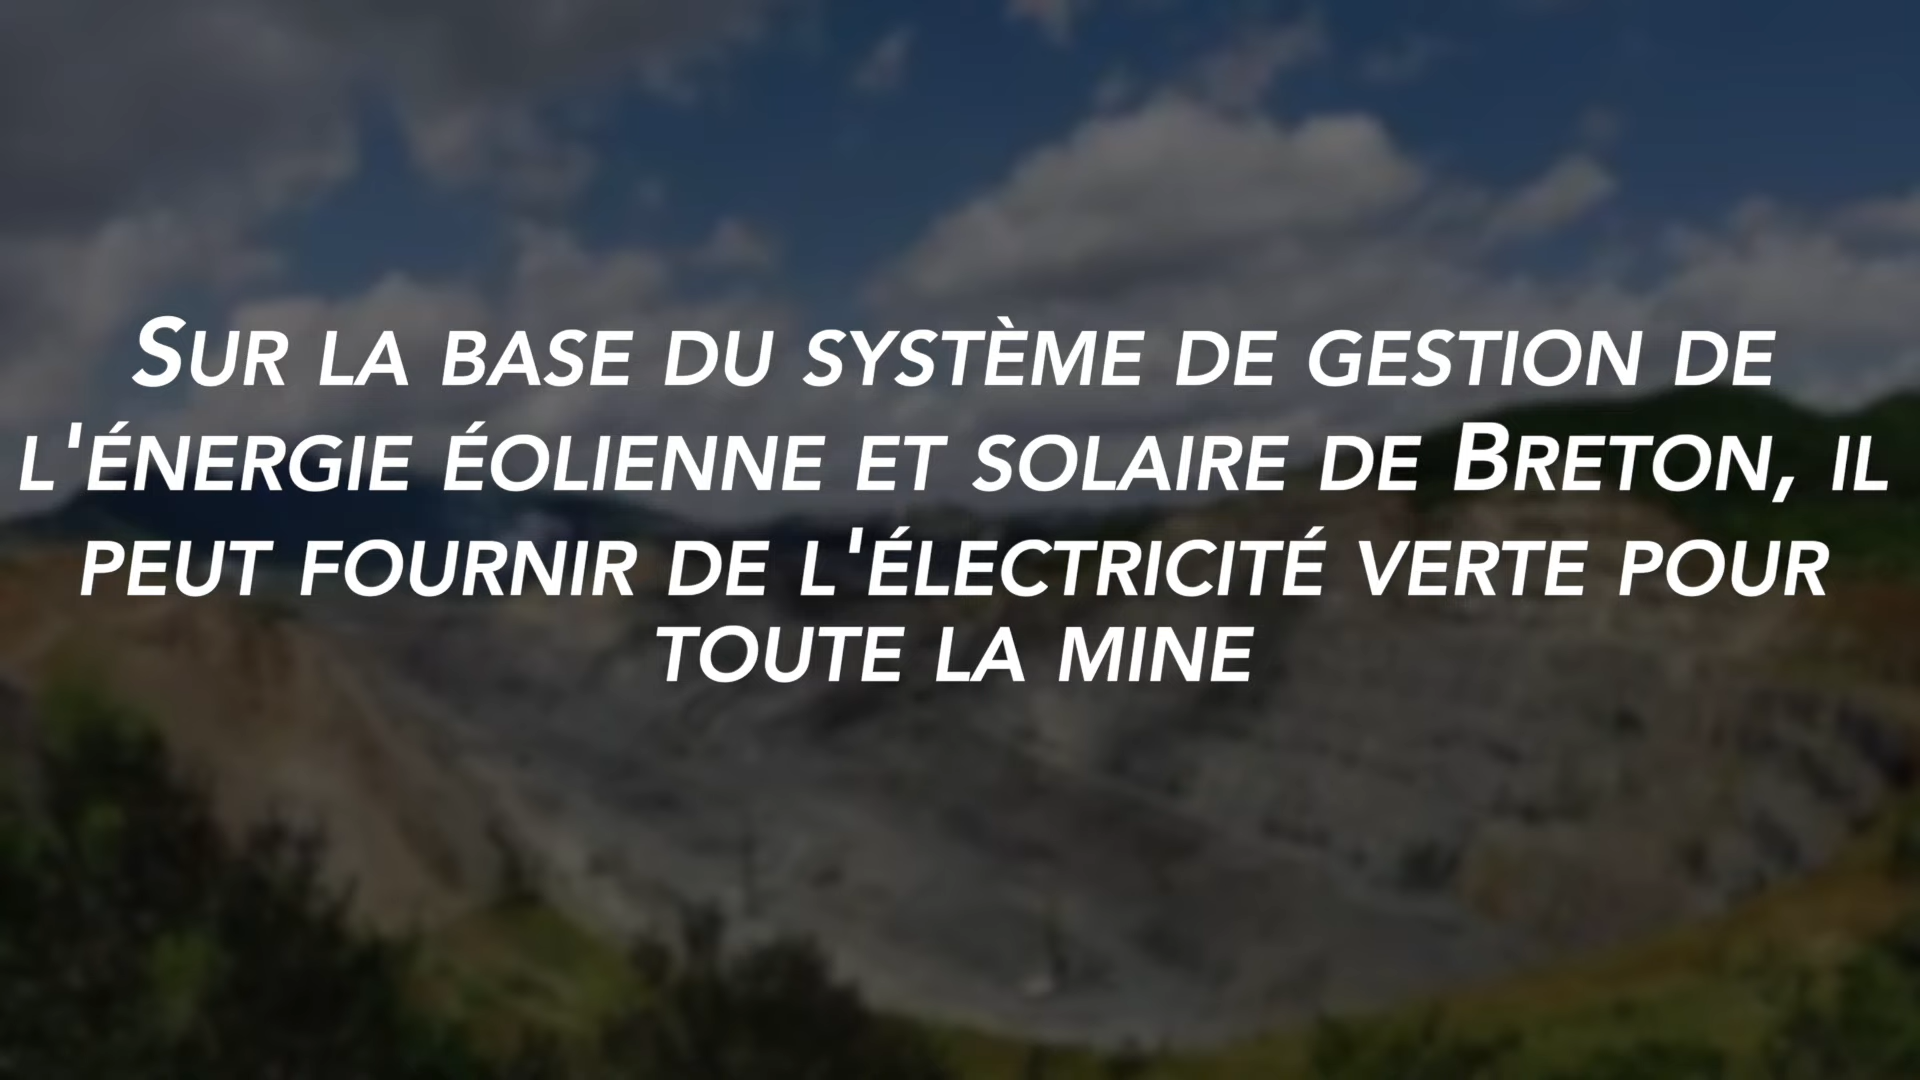 Sur la base du système de gestion de
l'énergie éolienne et solaire de Breton, il
peut fournir de l'électricité verte pour
toute la mine